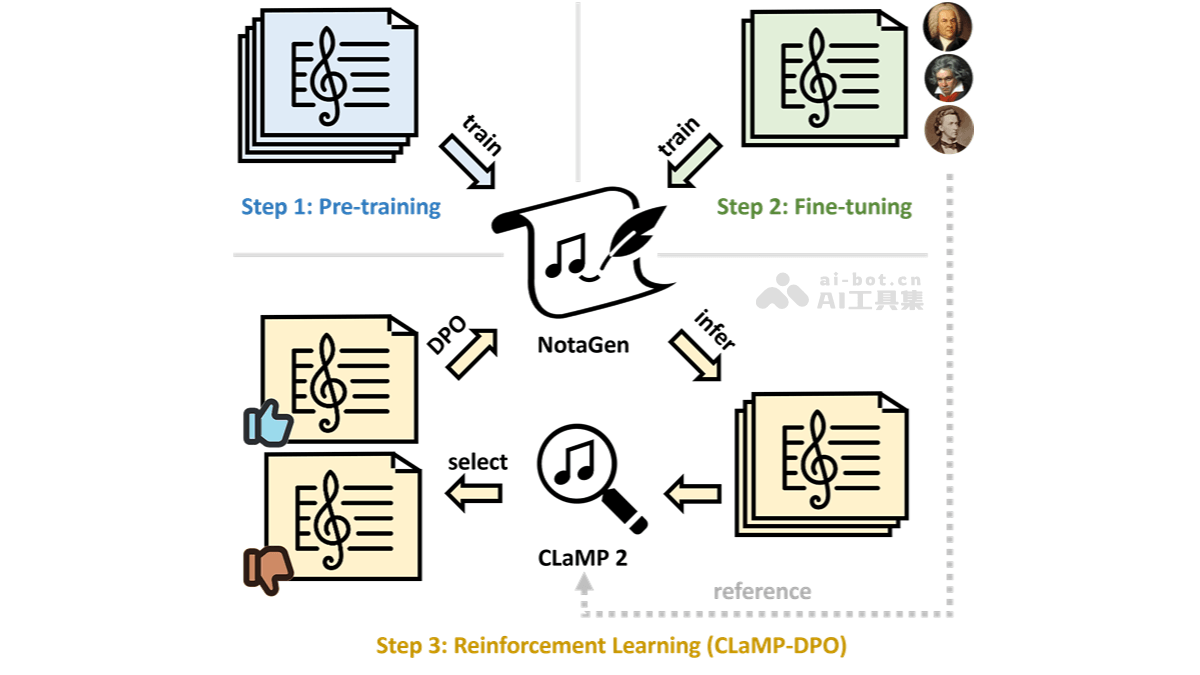 train
train
Step 1: Pre-training
Step 2: Fine-tuning
ai-bot.cn
AI工具集
DPO
NotaGen
infer
select
CLaMP 2
reference
Step 3: Reinforcement Learning (CLaMP-DPO)